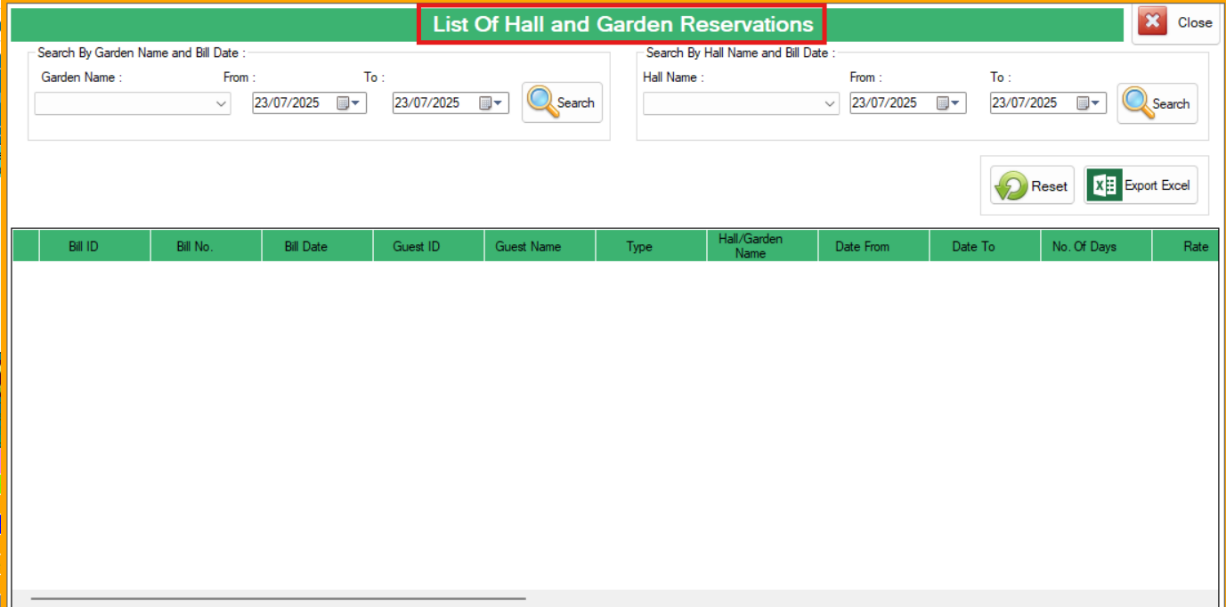 List Of Hall and Garden Reservations
Close
Search By Garden Name and Bill Date :
Garden Name :
From :
To :
23/07/2025
23/07/2025
Search
Search By Hall Name and Bill Date :
Hall Name :
From :
To :
23/07/2025
23/07/2025
Search
Reset
Export Excel
Bill ID
Bill No.
Bill Date
Guest ID
Guest Name
Type
Hall/Garden
Name
Date From
Date To
No. Of Days
Rate